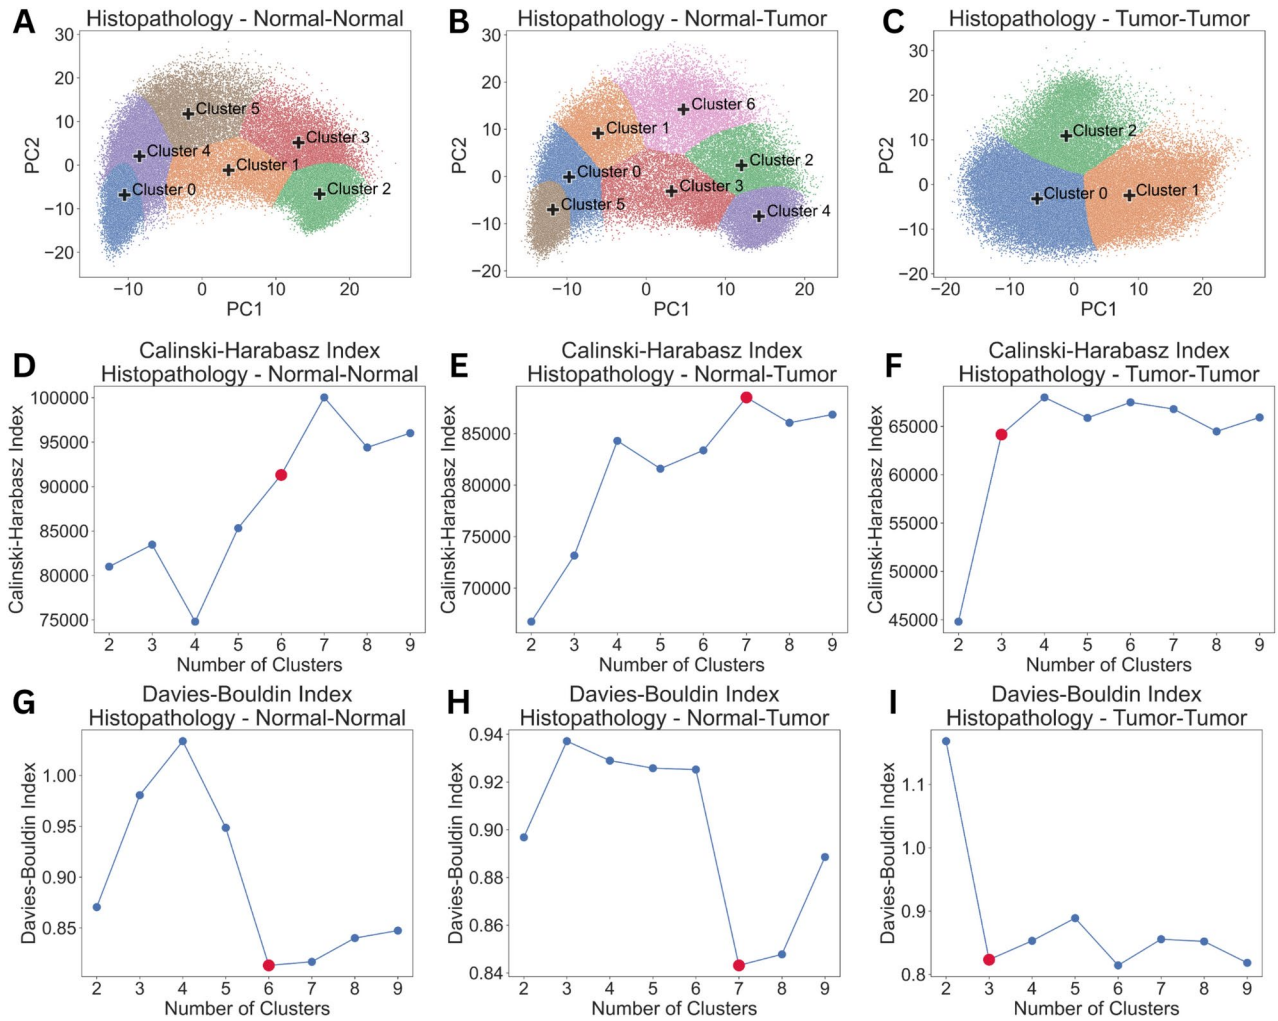 A
Histopathology - Normal-Normal
30
20
10
0
−10
−20
PC2
Cluster 5
Cluster 3
Cluster 4
Cluster 1
Cluster 0
Cluster 2
−10
0
10
20
PC1
B
Histopathology - Normal-Tumor
30
20
10
0
−10
−20
PC2
Cluster 6
Cluster 1
Cluster 2
Cluster 0
Cluster 3
Cluster 5
Cluster 4
−10
0
10
20
PC1
C
Histopathology - Tumor-Tumor
30
20
10
0
−10
−20
PC2
Cluster 2
Cluster 0
Cluster 1
−20
−10
0
10
20
PC1
D
Calinski-Harabasz Index
Histopathology - Normal-Normal
100000
95000
90000
85000
80000
75000
Calinski-Harabasz Index
2 3 4 5 6 7 8 9
Number of Clusters
E
Calinski-Harabasz Index
Histopathology - Normal-Tumor
85000
80000
75000
70000
Calinski-Harabasz Index
2 3 4 5 6 7 8 9
Number of Clusters
F
Calinski-Harabasz Index
Histopathology - Tumor-Tumor
65000
60000
55000
50000
45000
Calinski-Harabasz Index
2 3 4 5 6 7 8 9
Number of Clusters
G
Davies-Bouldin Index
Histopathology - Normal-Normal
1.00
0.95
0.90
0.85
Davies-Bouldin Index
2 3 4 5 6 7 8 9
Number of Clusters
H
Davies-Bouldin Index
Histopathology - Normal-Tumor
0.94
0.92
0.90
0.88
0.86
0.84
Davies-Bouldin Index
2 3 4 5 6 7 8 9
Number of Clusters
I
Davies-Bouldin Index
Histopathology - Tumor-Tumor
1.1
1.0
0.9
0.8
Davies-Bouldin Index
2 3 4 5 6 7 8 9
Number of Clusters